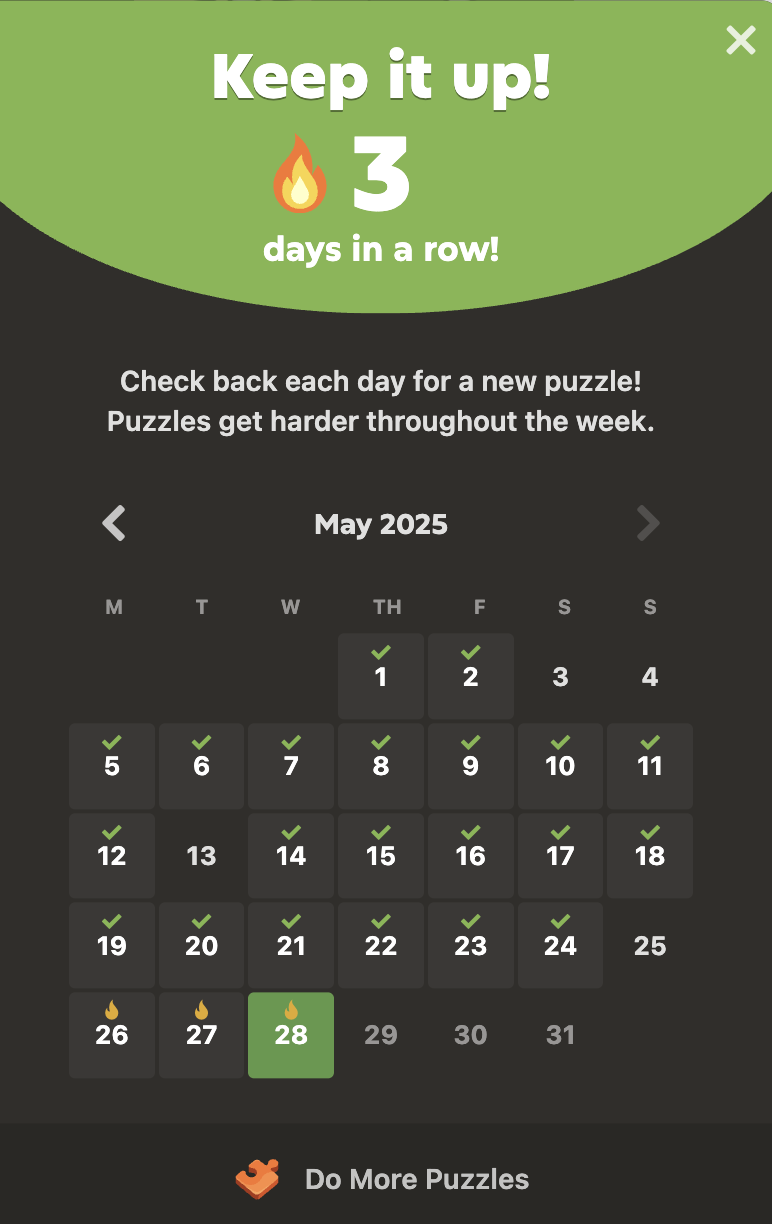 Keep it up!
3
days in a row!
Check back each day for a new puzzle!
Puzzles get harder throughout the week.
May 2025
M T W TH F S S
1 2 3 4
5 6 7 8 9 10 11
12 13 14 15 16 17 18
19 20 21 22 23 24 25
26 27 28 29 30 31
Do More Puzzles